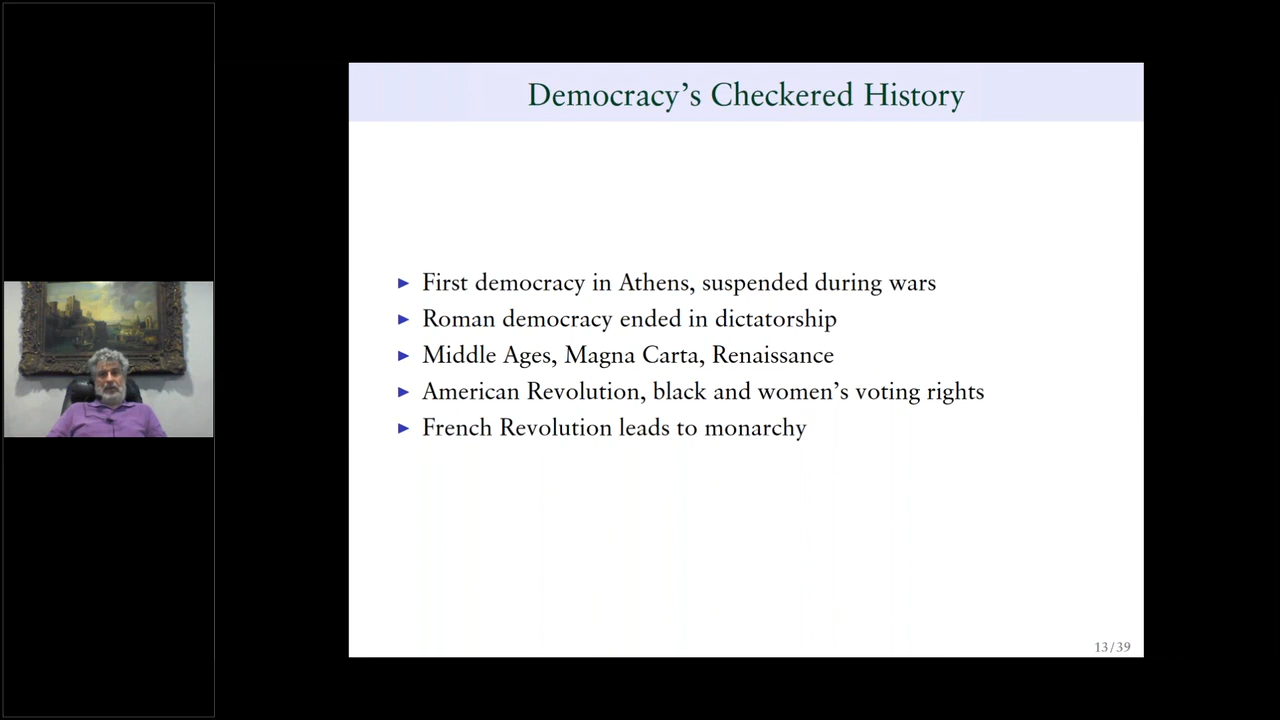 Democracy's Checkered History
▶ First democracy in Athens, suspended during wars
▶ Roman democracy ended in dictatorship
▶ Middle Ages, Magna Carta, Renaissance
▶ American Revolution, black and women's voting rights
▶ French Revolution leads to monarchy
13/39